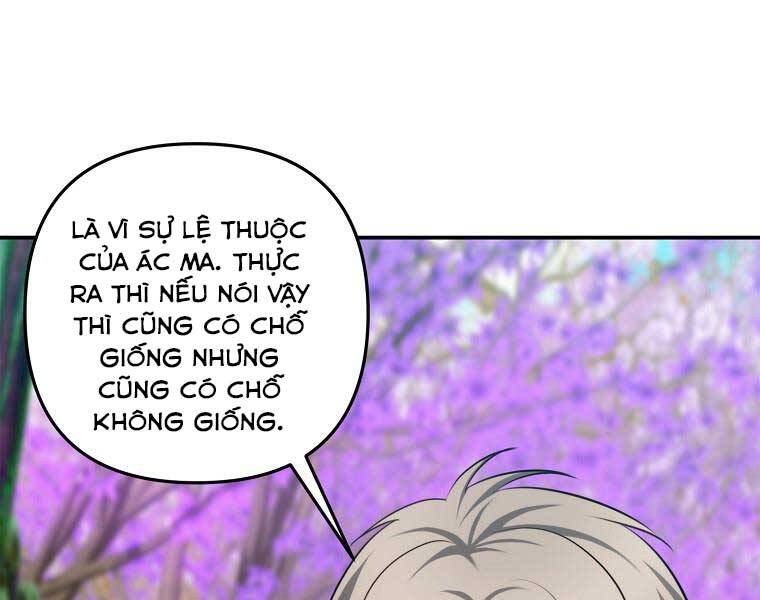 LÀ VÌ SỰ LỆ THUỘC
CỦA ÁC MA. THỰC
RA THÌ NẾU NÓI VẬY
THÌ CŨNG CÓ CHỖ
GIỐNG NHƯNG
CŨNG CÓ CHỖ
KHÔNG GIỐNG.